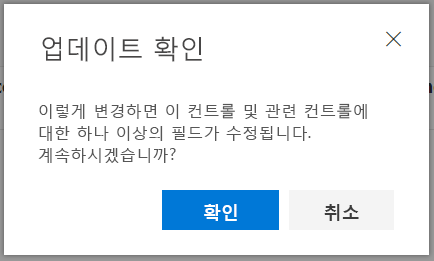 업데이트 확인
이렇게 변경하면 이 컨트롤 및 관련 컨트롤에
대한 하나 이상의 필드가 수정됩니다.
계속하시겠습니까?
확인
취소